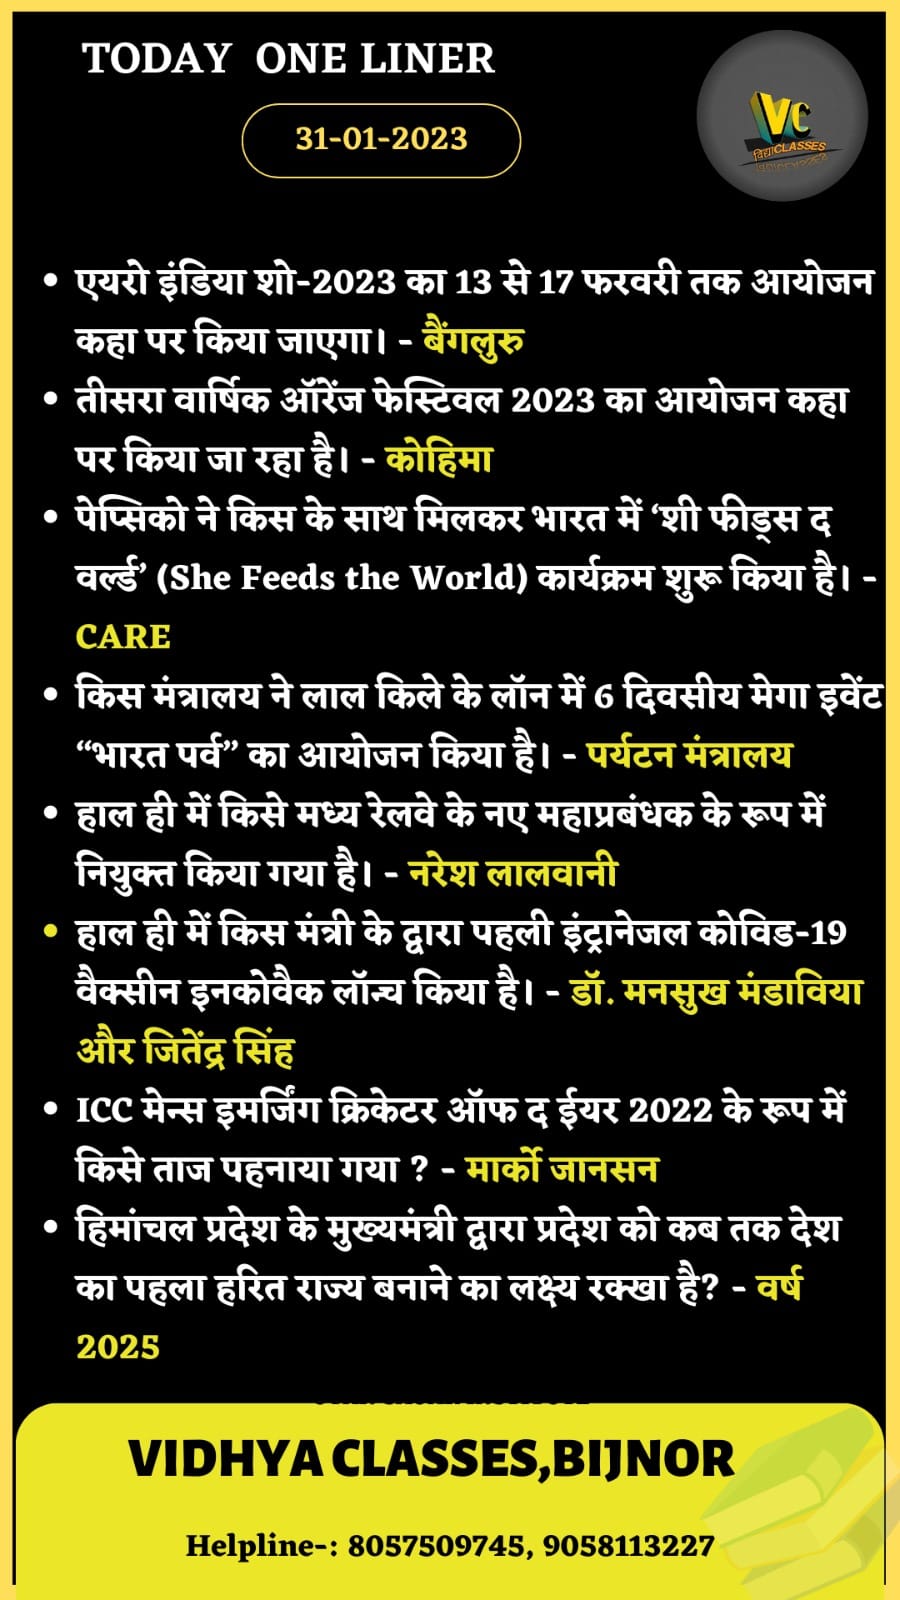 TODAY ONE LINER
31-01-2023
VC
विद्या CLASSES
• एयरो इंडिया शो-2023 का 13 से 17 फरवरी तक आयोजन
कहा पर किया जाएगा। - बैंगलुरु
• तीसरा वार्षिक ऑरेंज फेस्टिवल 2023 का आयोजन कहा
पर किया जा रहा है। - कोहिमा
• पेप्सिको ने किस के साथ मिलकर भारत में ‘शी फीड्स द
वर्ल्ड’ (She Feeds the World) कार्यक्रम शुरू किया है। -
CARE
• किस मंत्रालय ने लाल किले के लॉन में 6 दिवसीय मेगा इवेंट
“भारत पर्व” का आयोजन किया है। - पर्यटन मंत्रालय
• हाल ही में किसे मध्य रेलवे के नए महाप्रबंधक के रूप में
नियुक्त किया गया है। - नरेश लालवानी
• हाल ही में किस मंत्री के द्वारा पहली इंट्रानेजल कोविड-19
वैक्सीन इनकोवैक लॉन्च किया है। - डॉ. मनसुख मंडाविया
और जितेंद्र सिंह
• ICC मेन्स इमर्जिंग क्रिकेटर ऑफ द ईयर 2022 के रूप में
किसे ताज पहनाया गया ? - मार्को जानसन
• हिमांचल प्रदेश के मुख्यमंत्री द्वारा प्रदेश को कब तक देश
का पहला हरित राज्य बनाने का लक्ष्य रक्खा है? - वर्ष
2025
VIDHYA CLASSES,BIJNOR
Helpline-: 8057509745, 9058113227